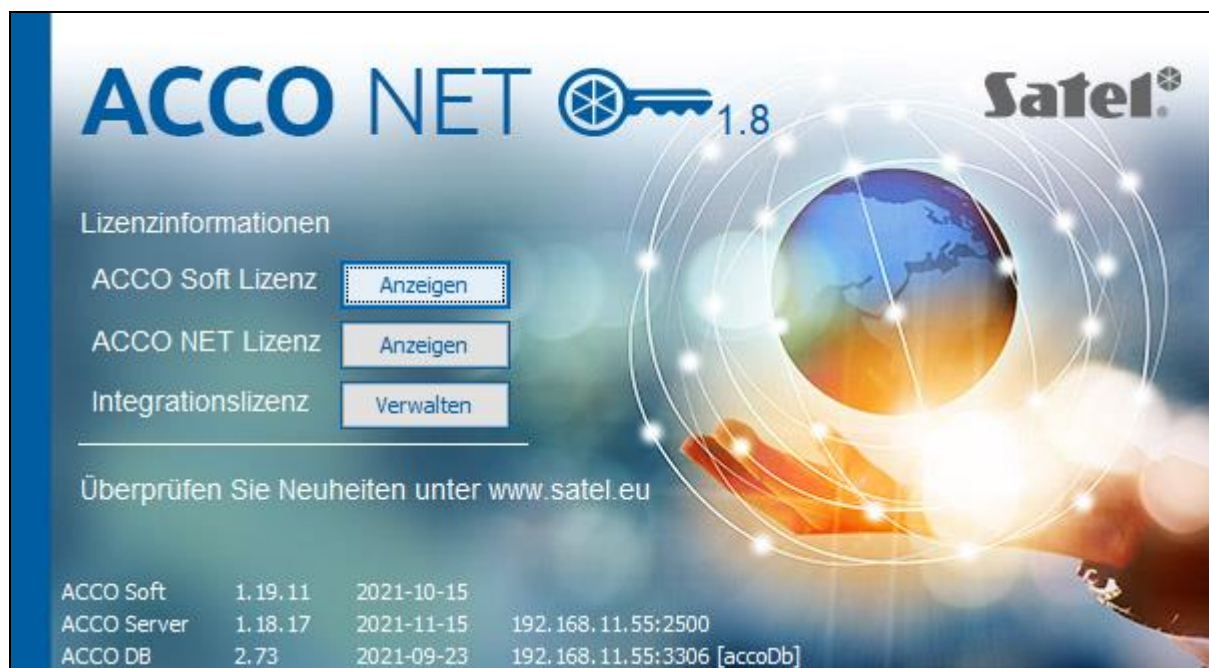 ACCO NET 1.8
Satel®
Lizenzinformationen
ACCO Soft Lizenz Anzeigen
ACCO NET Lizenz Anzeigen
Integrationslizenz Verwalten
Überprüfen Sie Neuheiten unter www.satel.eu
ACCO Soft 1.19.11 2021-10-15
ACCO Server 1.18.17 2021-11-15 192.168.11.55:2500
ACCO DB 2.73 2021-09-23 192.168.11.55:3306 [accoDb]